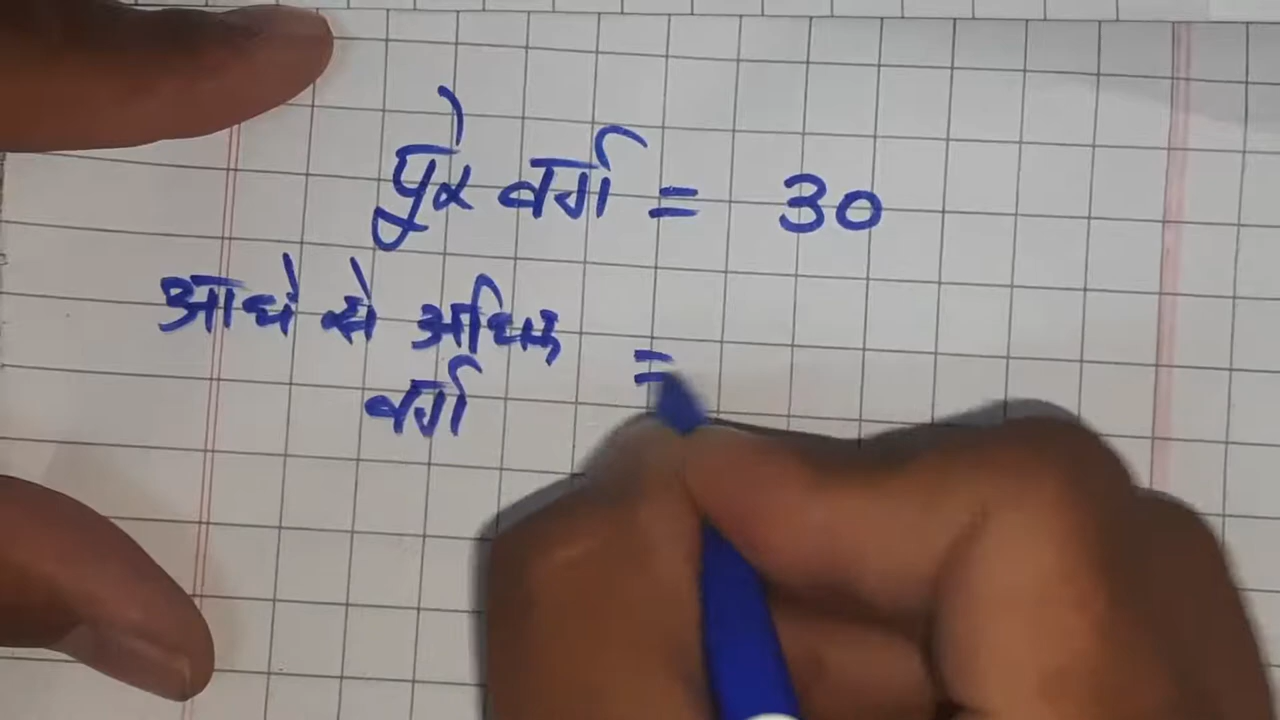 पुरे वर्ग = 30
आधे से अधिक =
वर्ग